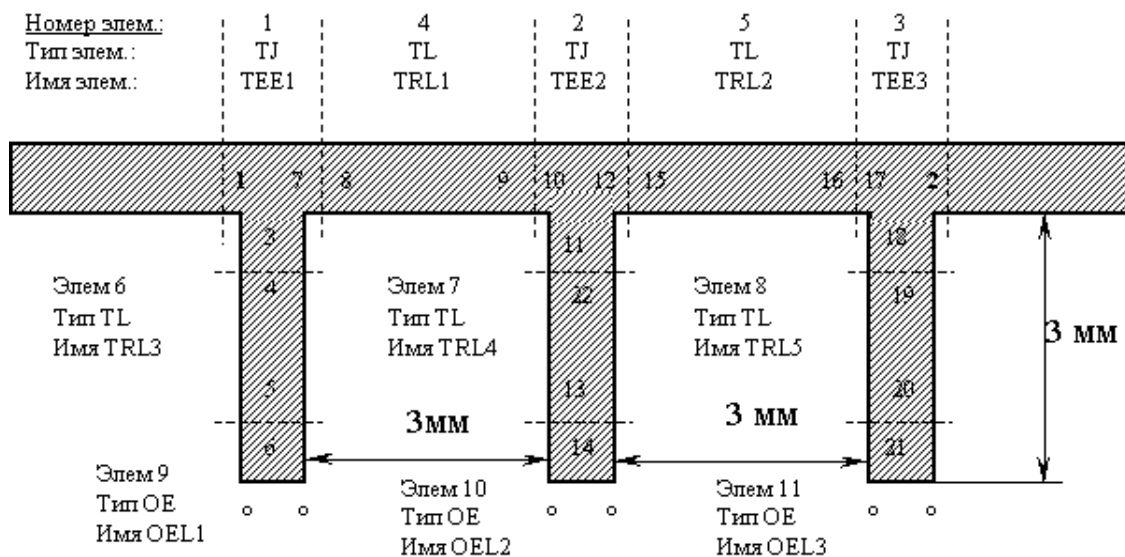 Номер элем.: 1 4 2 5 3
Тип элем.: TJ TL TJ TL TJ
Имя элем.: TEE1 TRL1 TEE2 TRL2 TEE3
1 7 8 9 10 12 15 16 17 2
3 11 18
4 22 19
Элем 6
Тип TL
Имя TRL3
Элем 7
Тип TL
Имя TRL4
Элем 8
Тип TL
Имя TRL5
3 мм
5 13 20
3мм 3 мм
6 14 21
Элем 9
Тип OE
Имя OEL1
Элем 10
Тип OE
Имя OEL2
Элем 11
Тип OE
Имя OEL3